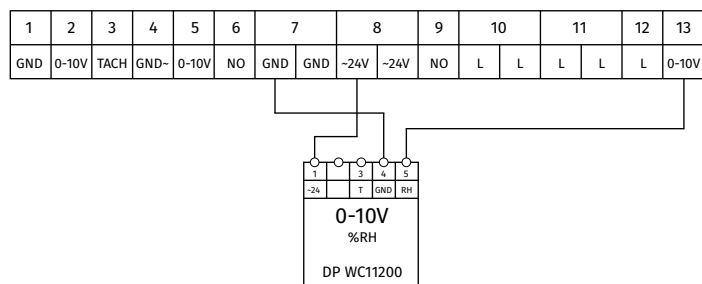 1 2 3 4 5 6 7 8 9 10 11 12 13
GND 0-10V TACH GND~ 0-10V NO GND GND ~24V ~24V NO L L L L L 0-10V
1 3 4 5
~24 T GND RH
0-10V
%RH
DP WC11200